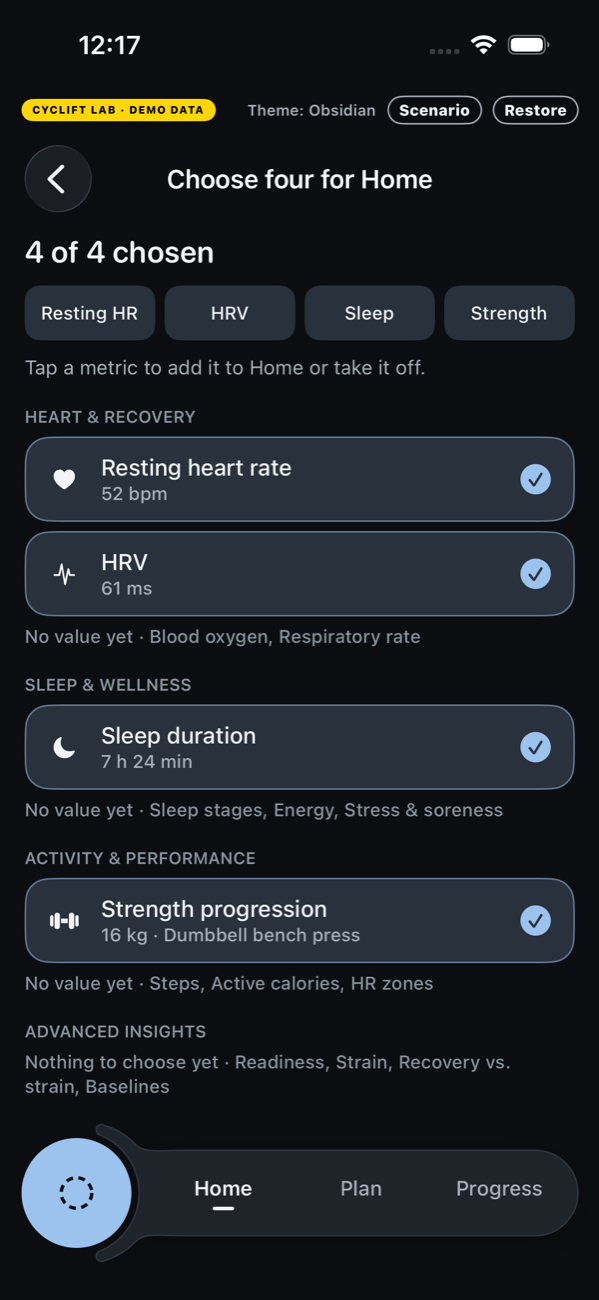 12:17
CYCLIFT LAB · DEMO DATA
Theme: Obsidian
Scenario
Restore
Choose four for Home
4 of 4 chosen
Resting HR
HRV
Sleep
Strength
Tap a metric to add it to Home or take it off.
HEART & RECOVERY
Resting heart rate
52 bpm
HRV
61 ms
No value yet · Blood oxygen, Respiratory rate
SLEEP & WELLNESS
Sleep duration
7 h 24 min
No value yet · Sleep stages, Energy, Stress & soreness
ACTIVITY & PERFORMANCE
Strength progression
16 kg · Dumbbell bench press
No value yet · Steps, Active calories, HR zones
ADVANCED INSIGHTS
Nothing to choose yet · Readiness, Strain, Recovery vs.
strain, Baselines
Home
Plan
Progress